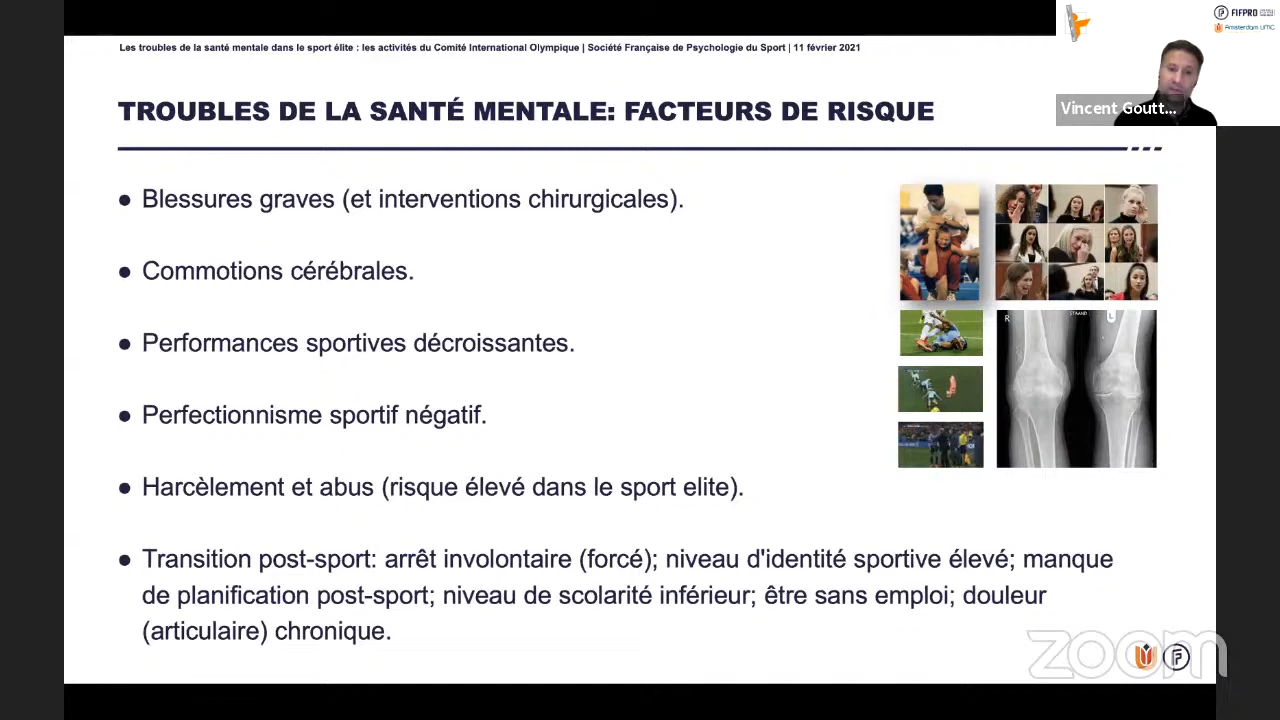 Les troubles de la santé mentale dans le sport élite : les activités du Comité International Olympique | Société Française de Psychologie du Sport | 11 février 2021
FIFPRO
Amsterdam UMC
Vincent Goutt...
TROUBLES DE LA SANTÉ MENTALE: FACTEURS DE RISQUE
● Blessures graves (et interventions chirurgicales).
● Commotions cérébrales.
● Performances sportives décroissantes.
● Perfectionnisme sportif négatif.
● Harcèlement et abus (risque élevé dans le sport elite).
● Transition post-sport: arrêt involontaire (forcé); niveau d'identité sportive élevé; manque
de planification post-sport; niveau de scolarité inférieur; être sans emploi; douleur
(articulaire) chronique.
R
STAAND
L
zoom